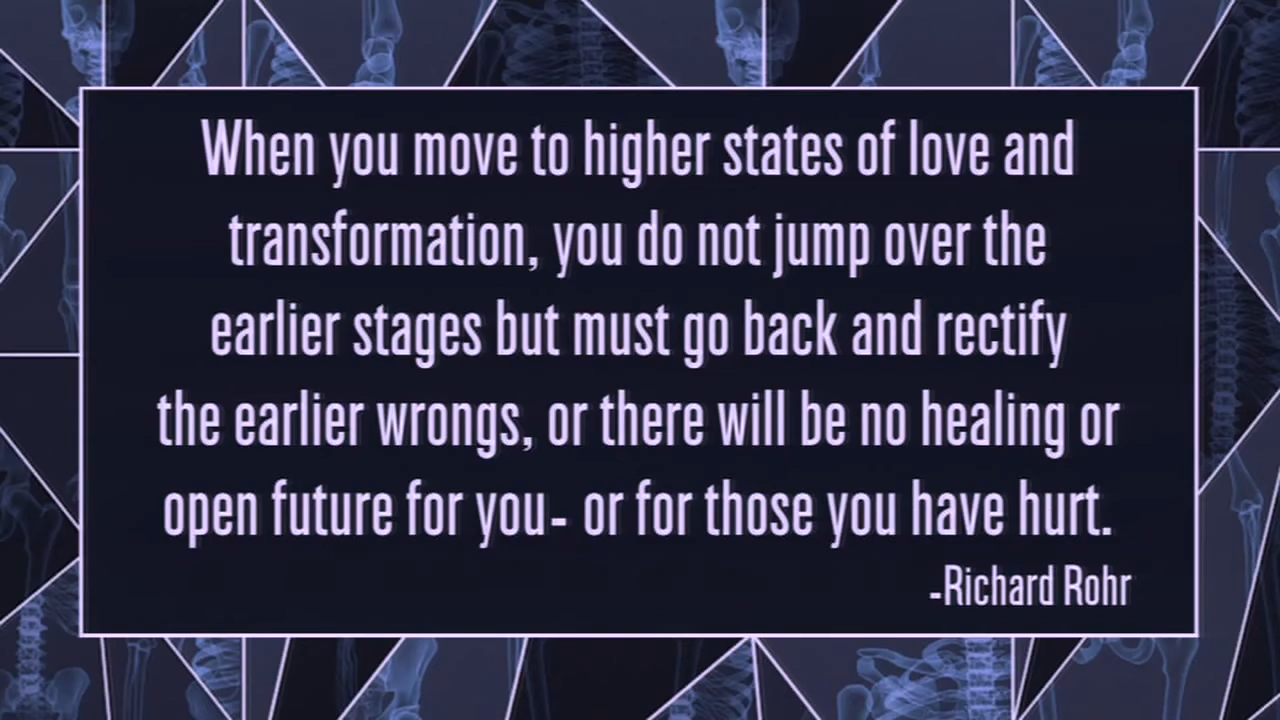 When you move to higher states of love and
transformation, you do not jump over the
earlier stages but must go back and rectify
the earlier wrongs, or there will be no healing or
open future for you- or for those you have hurt.
-Richard Rohr